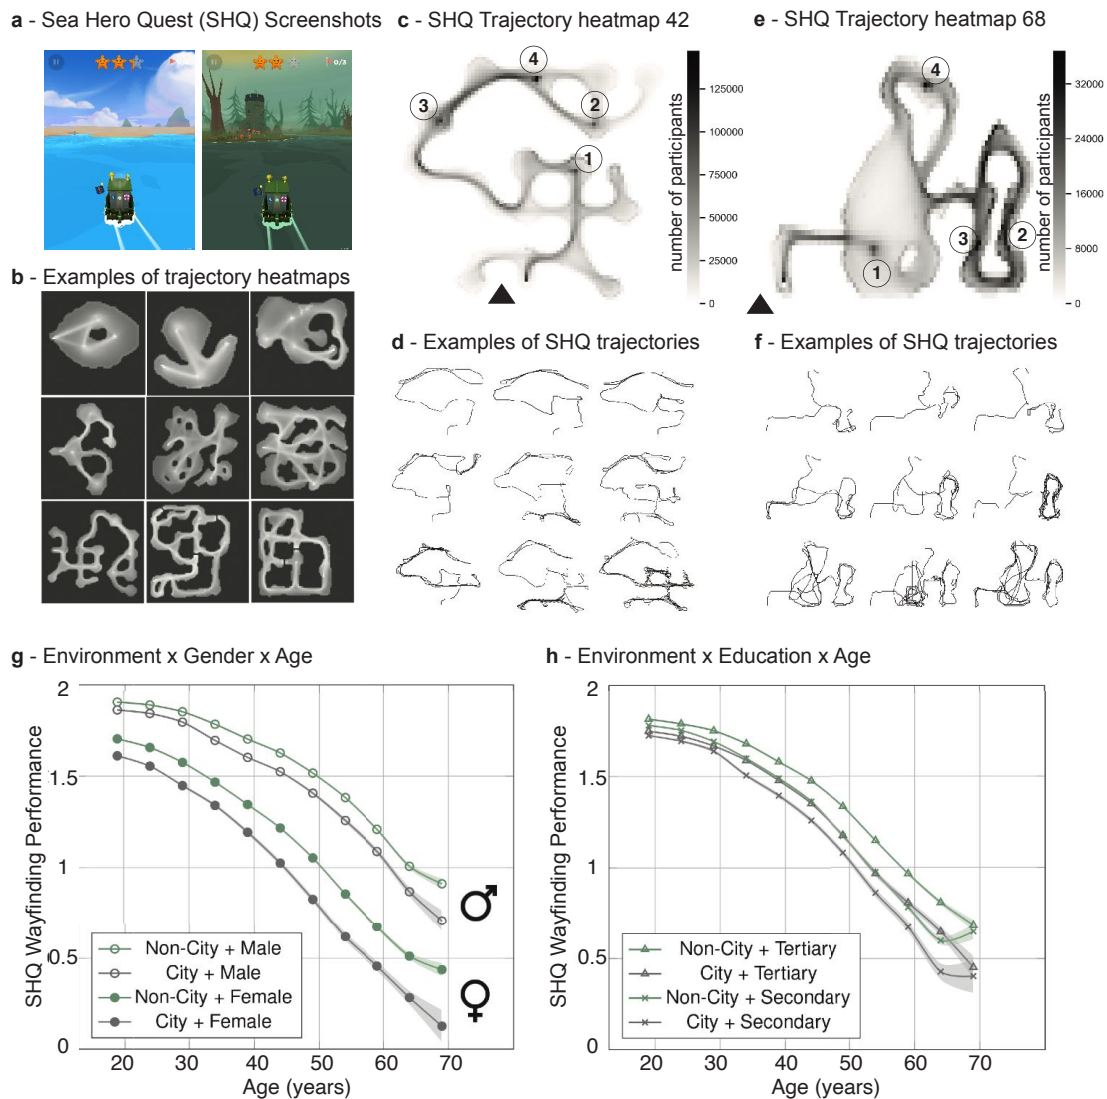 a - Sea Hero Quest (SHQ) Screenshots
0/3
b - Examples of trajectory heatmaps
c - SHQ Trajectory heatmap 42
4
3
2
1
number of participants
125000
100000
75000
50000
25000
0
d - Examples of SHQ trajectories
e - SHQ Trajectory heatmap 68
4
3
2
1
number of participants
32000
24000
16000
8000
0
f - Examples of SHQ trajectories
g - Environment x Gender x Age
SHQ Wayfinding Performance
2
1.5
1
0.5
0
Non-City + Male
City + Male
Non-City + Female
City + Female
♂
♀
20 30 40 50 60 70
Age (years)
h - Environment x Education x Age
SHQ Wayfinding Performance
2
1.5
1
0.5
0
Non-City + Tertiary
City + Tertiary
Non-City + Secondary
City + Secondary
20 30 40 50 60 70
Age (years)